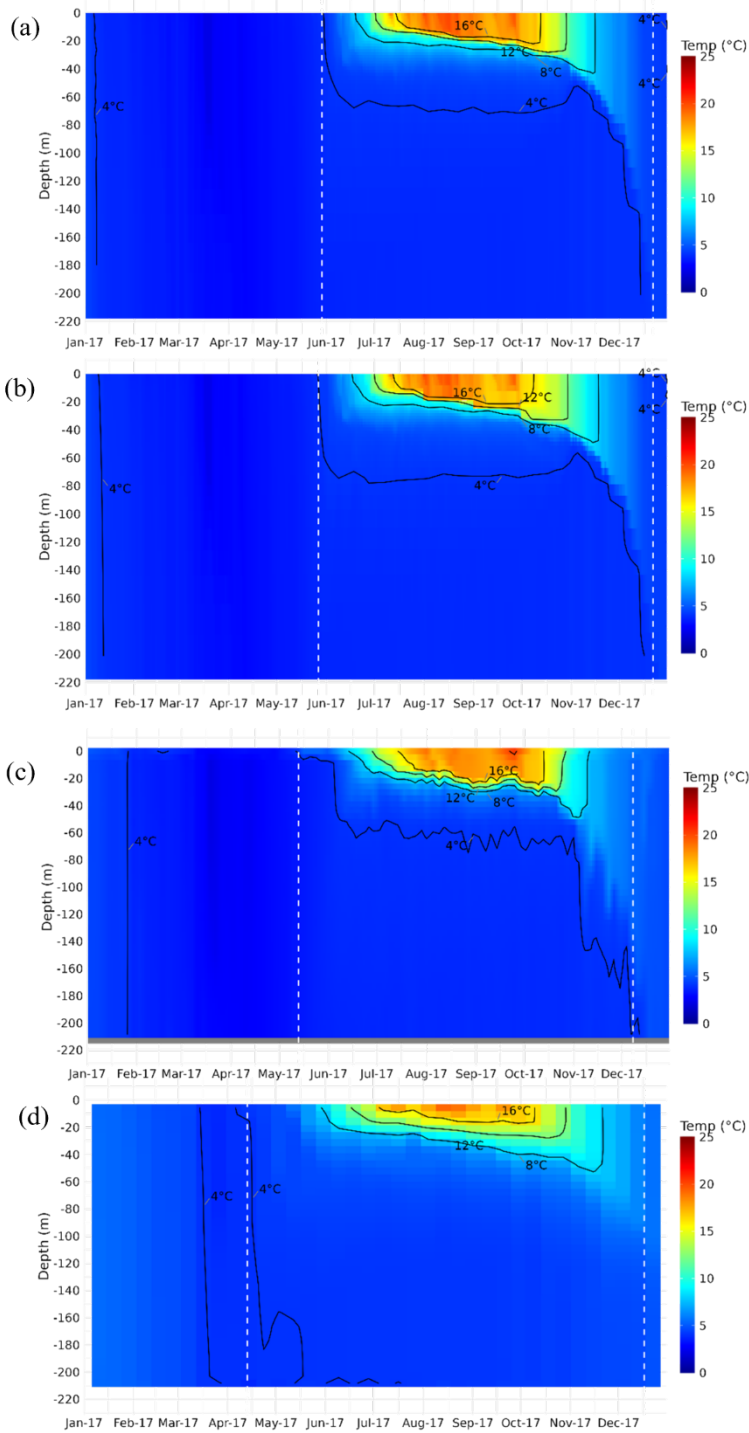 (a)
0
-20
-40
-60
-80
-100
-120
-140
-160
-180
-200
-220
Depth (m)
4°C
16°C
12°C
8°C
4°C
4°C
4°C
Temp (°C)
25
20
15
10
5
0
Jan-17 Feb-17 Mar-17 Apr-17 May-17 Jun-17 Jul-17 Aug-17 Sep-17 Oct-17 Nov-17 Dec-17
(b)
0
-20
-40
-60
-80
-100
-120
-140
-160
-180
-200
-220
Depth (m)
4°C
16°C
12°C
8°C
4°C
4°C
4°C
Temp (°C)
25
20
15
10
5
0
Jan-17 Feb-17 Mar-17 Apr-17 May-17 Jun-17 Jul-17 Aug-17 Sep-17 Oct-17 Nov-17 Dec-17
(c)
0
-20
-40
-60
-80
-100
-120
-140
-160
-180
-200
-220
Depth (m)
4°C
16°C
12°C
8°C
4°C
Temp (°C)
25
20
15
10
5
0
Jan-17 Feb-17 Mar-17 Apr-17 May-17 Jun-17 Jul-17 Aug-17 Sep-17 Oct-17 Nov-17 Dec-17
(d)
0
-20
-40
-60
-80
-100
-120
-140
-160
-180
-200
-220
Depth (m)
4°C
4°C
16°C
12°C
8°C
Temp (°C)
25
20
15
10
5
0
Jan-17 Feb-17 Mar-17 Apr-17 May-17 Jun-17 Jul-17 Aug-17 Sep-17 Oct-17 Nov-17 Dec-17